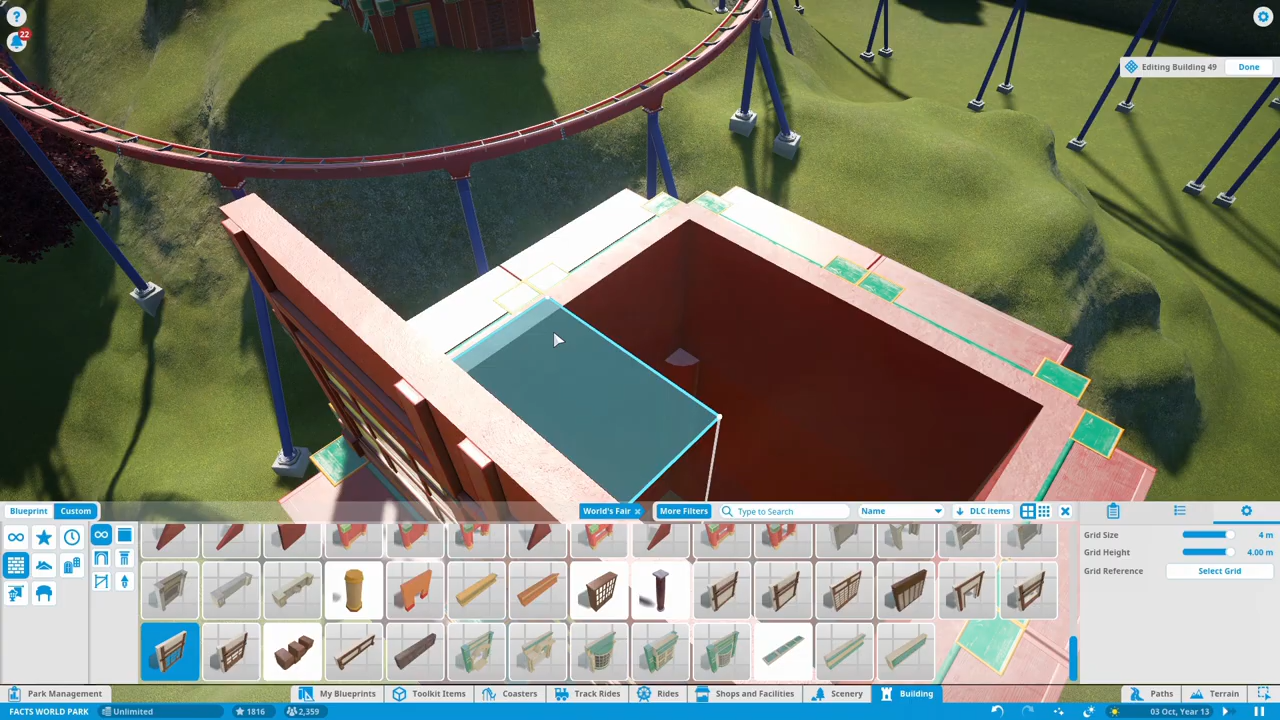 ?
22
Editing Building 49
Done
Blueprint
Custom
World's Fair ×
More Filters
Type to Search
Name
DLC items
Grid Size
4 m
Grid Height
4.00 m
Grid Reference
Select Grid
Park Management
My Blueprints
Toolkit Items
Coasters
Track Rides
Rides
Shops and Facilities
Scenery
Building
Paths
Terrain
FACTS WORLD PARK
Unlimited
1816
2,359
03 Oct, Year 13